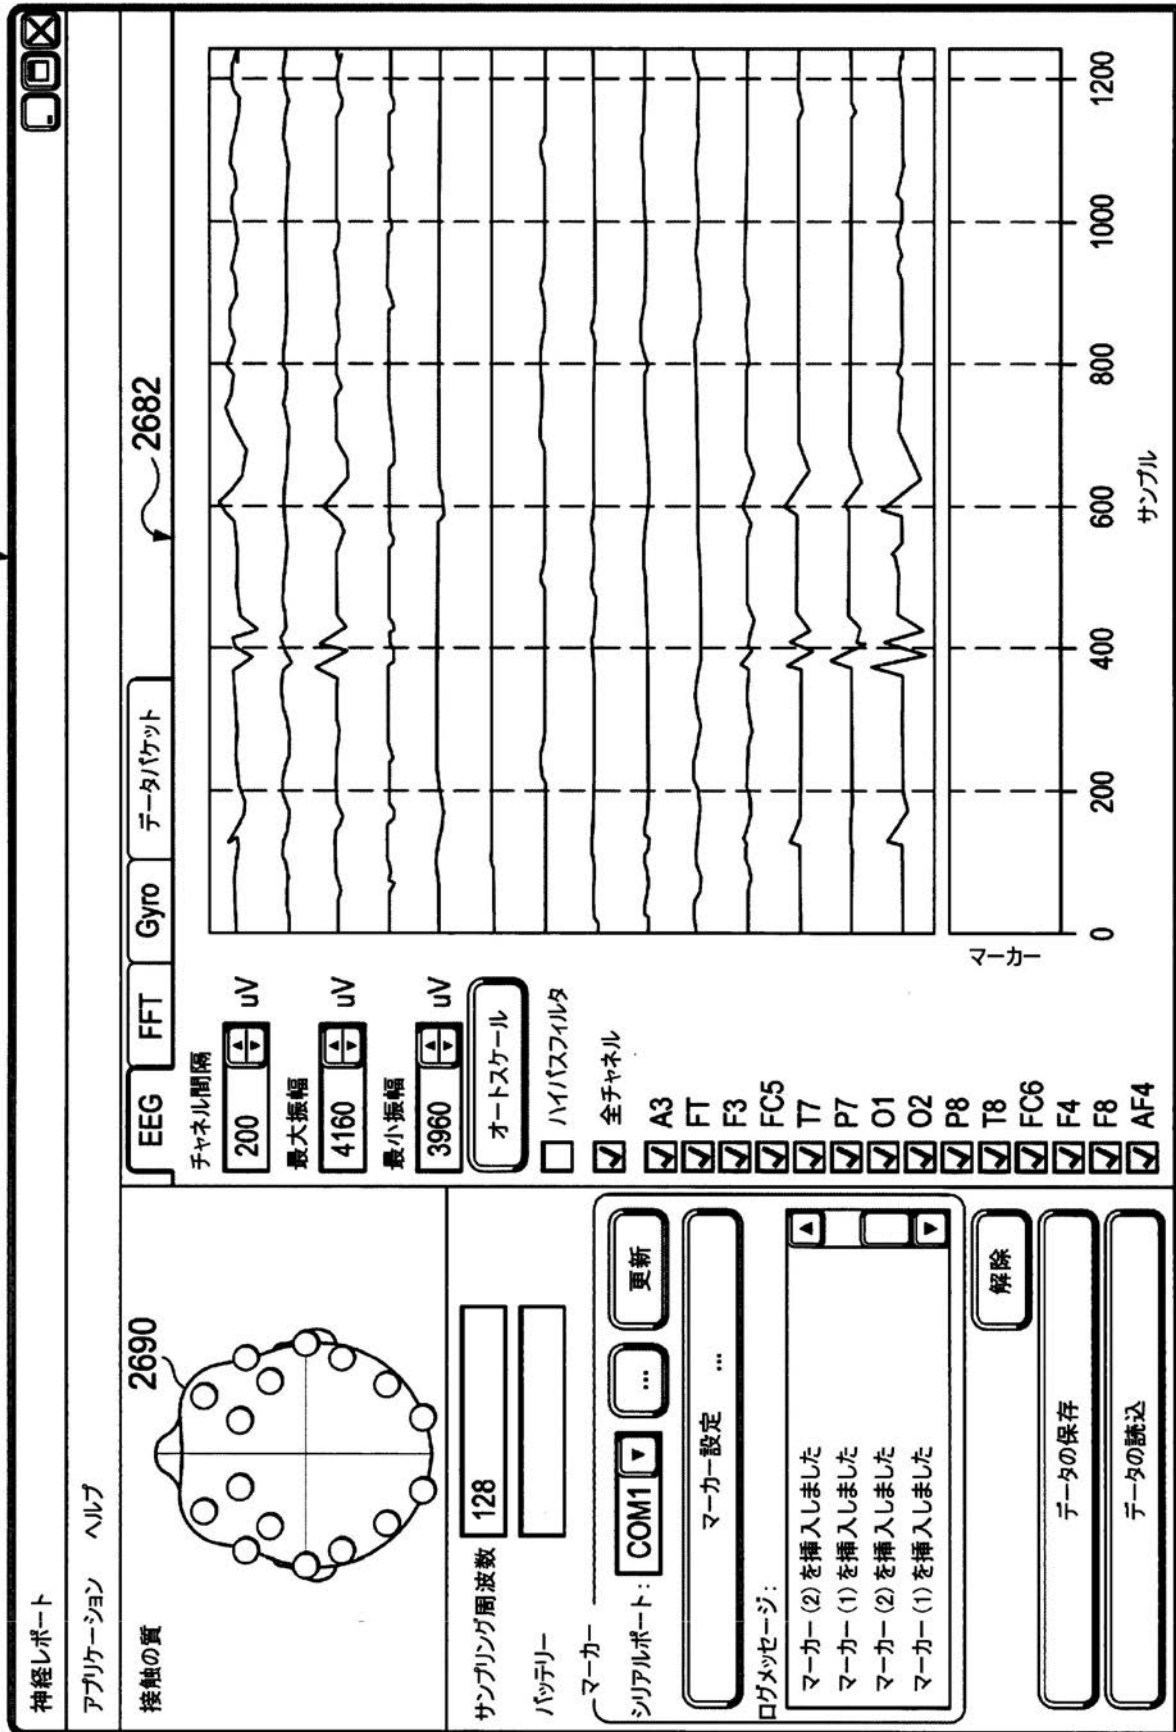 神経レポート
アプリケーション ヘルプ
接触の質
2690
サンプリング周波数 128
バッテリー
マーカー
シリアルポート: COM1 ... 更新
マーカー設定 ...
ログメッセージ:
マーカー (2) を挿入しました
マーカー (1) を挿入しました
マーカー (2) を挿入しました
マーカー (1) を挿入しました
解除
データの保存
データの読込
EEG FFT Gyro データパケット
2682
チャネル間隔
200 uV
最大振幅
4160 uV
最小振幅
3960 uV
オートスケール
ハイパスフィルタ
全チャネル
A3
FT
F3
FC5
T7
P7
O1
O2
P8
T8
FC6
F4
F8
AF4
マーカー
0 200 400 600 800 1000 1200
サンプル